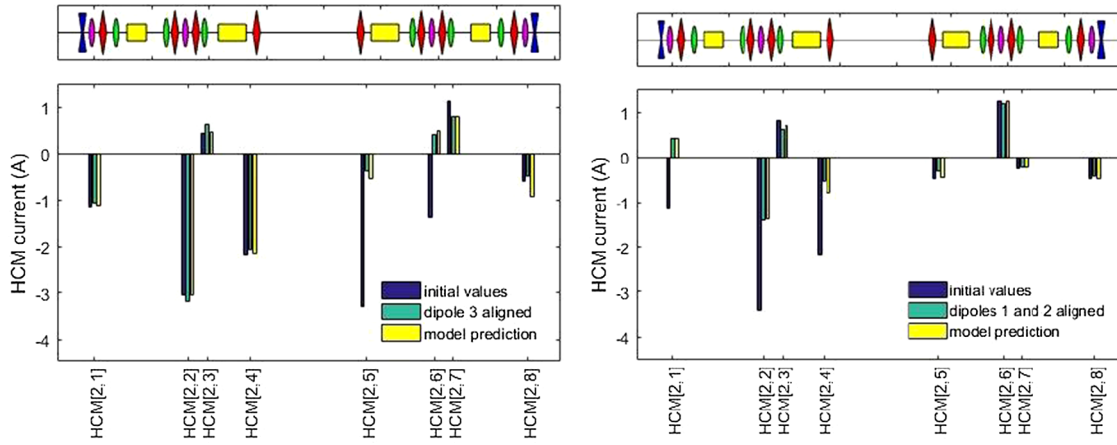 HCM current (A)
1
0
-1
-2
-3
-4
initial values
dipole 3 aligned
model prediction
HCM[2, 1]
HCM[2, 2]
HCM[2, 3]
HCM[2, 4]
HCM[2, 5]
HCM[2, 6]
HCM[2, 7]
HCM[2, 8]
HCM current (A)
1
0
-1
-2
-3
-4
initial values
dipoles 1 and 2 aligned
model prediction
HCM[2, 1]
HCM[2, 2]
HCM[2, 3]
HCM[2, 4]
HCM[2, 5]
HCM[2, 6]
HCM[2, 7]
HCM[2, 8]